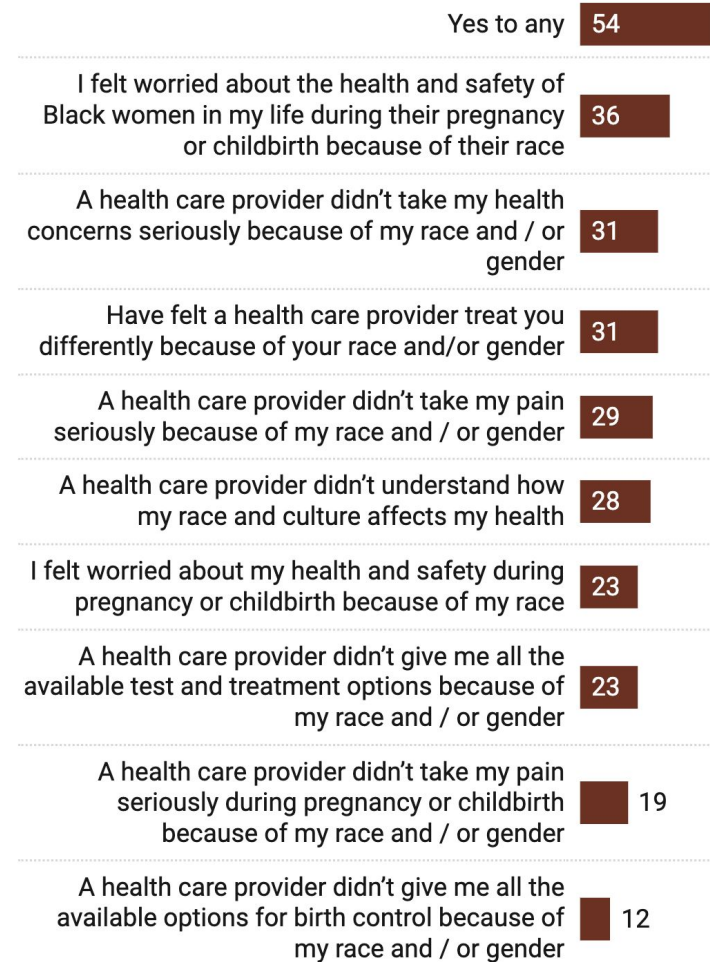 Yes to any 54
I felt worried about the health and safety of
Black women in my life during their pregnancy
or childbirth because of their race
36
A health care provider didn’t take my health
concerns seriously because of my race and / or
gender
31
Have felt a health care provider treat you
differently because of your race and/or gender
31
A health care provider didn’t take my pain
seriously because of my race and / or gender
29
A health care provider didn’t understand how
my race and culture affects my health
28
I felt worried about my health and safety during
pregnancy or childbirth because of my race
23
A health care provider didn’t give me all the
available test and treatment options because of
my race and / or gender
23
A health care provider didn’t take my pain
seriously during pregnancy or childbirth
because of my race and / or gender
19
A health care provider didn’t give me all the
available options for birth control because of
my race and / or gender
12